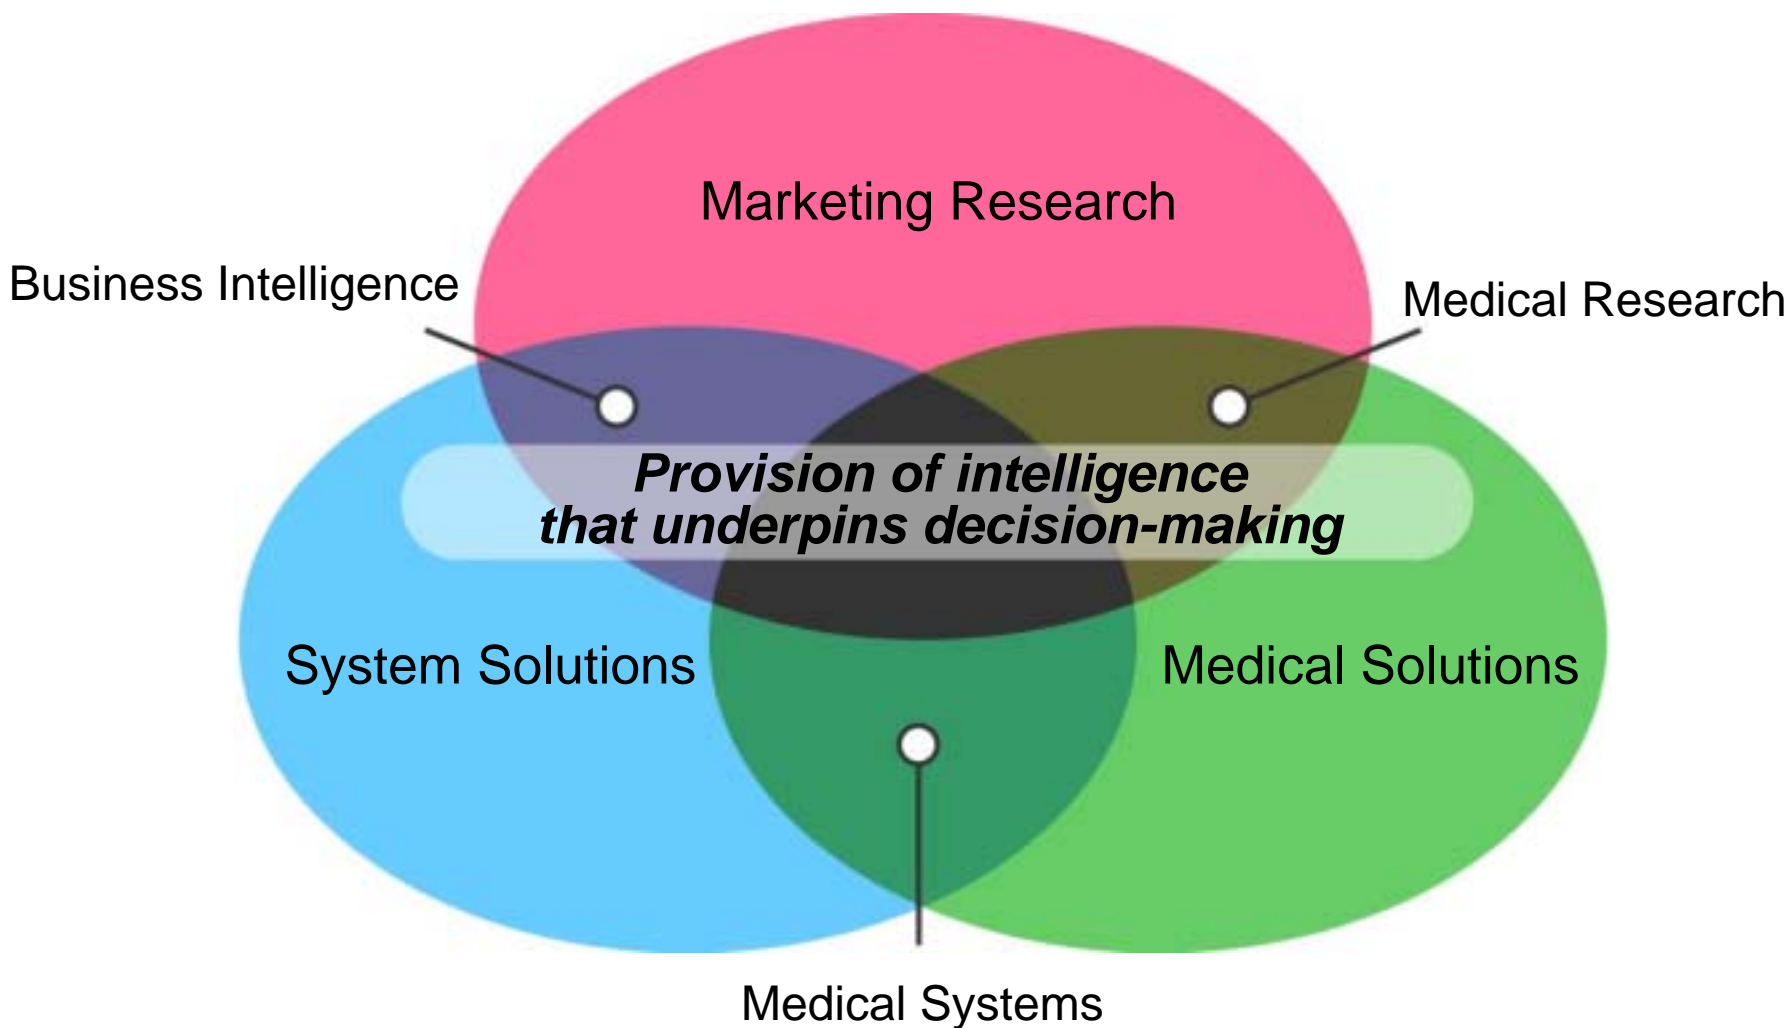 Marketing Research
Business Intelligence
Medical Research
Provision of intelligence
that underpins decision-making
System Solutions
Medical Solutions
Medical Systems